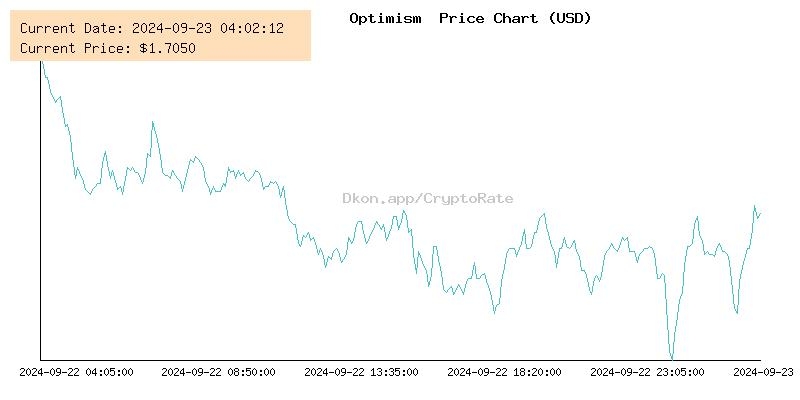 Optimism  Price Chart (USD)
Current Date: 2024-09-23 04:02:12
Current Price: $1.7050
Dkon.app/CryptoRate
2024-09-22 04:05:00 2024-09-22 08:50:00 2024-09-22 13:35:00 2024-09-22 18:20:00 2024-09-22 23:05:00 2024-09-23